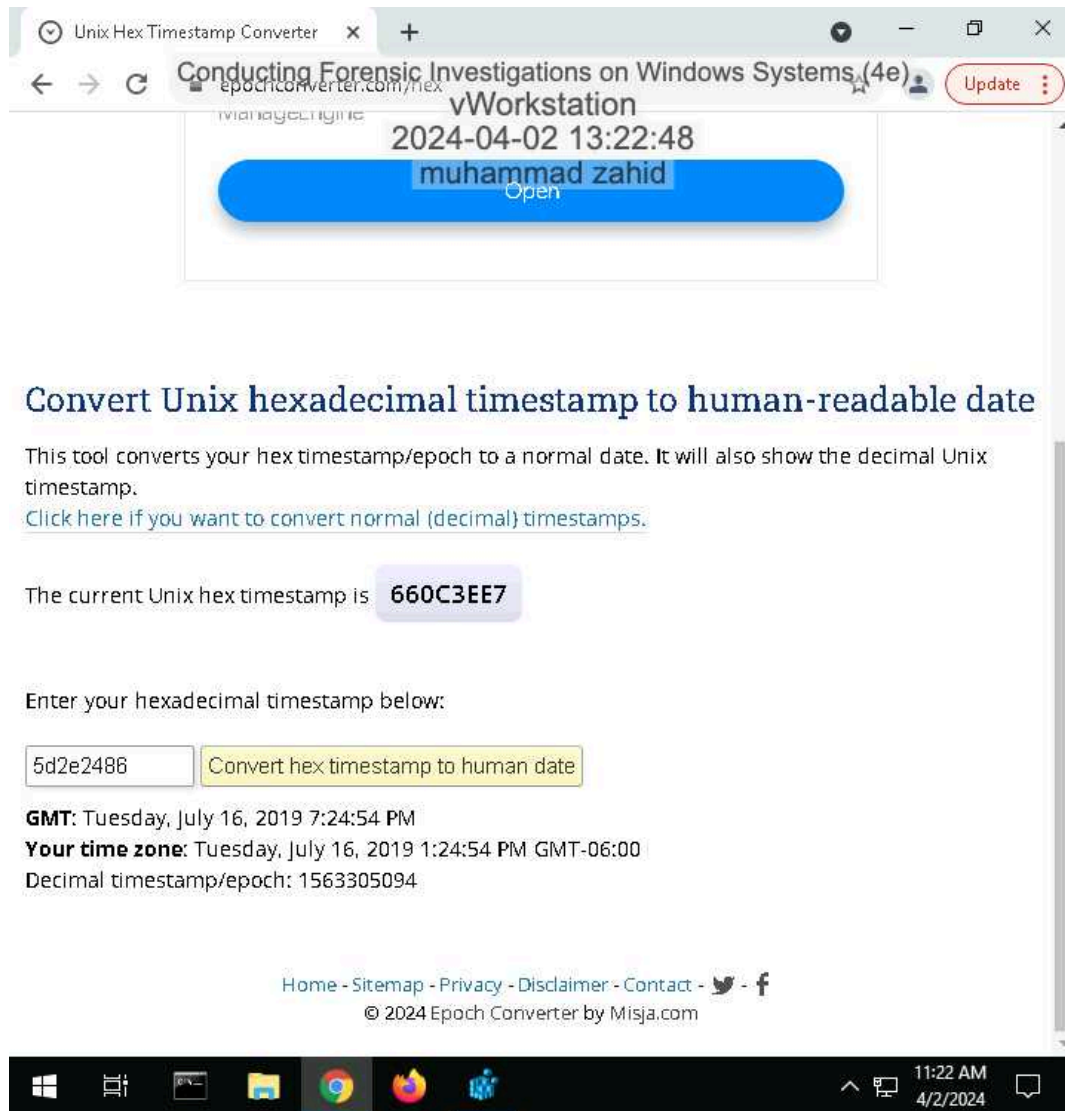 Unix Hex Timestamp Converter
Conducting Forensic Investigations on Windows Systems (4e)
epochconverter.com/hex
Update
vWorkstation
ManageEngine
2024-04-02 13:22:48
muhammad zahid
Open
Convert Unix hexadecimal timestamp to human-readable date
This tool converts your hex timestamp/epoch to a normal date. It will also show the decimal Unix
timestamp.
Click here if you want to convert normal (decimal) timestamps.
The current Unix hex timestamp is 660C3EE7
Enter your hexadecimal timestamp below:
5d2e2486 Convert hex timestamp to human date
GMT: Tuesday, July 16, 2019 7:24:54 PM
Your time zone: Tuesday, July 16, 2019 1:24:54 PM GMT-06:00
Decimal timestamp/epoch: 1563305094
Home - Sitemap - Privacy - Disclaimer - Contact - -
© 2024 Epoch Converter by Misja.com
11:22 AM
4/2/2024